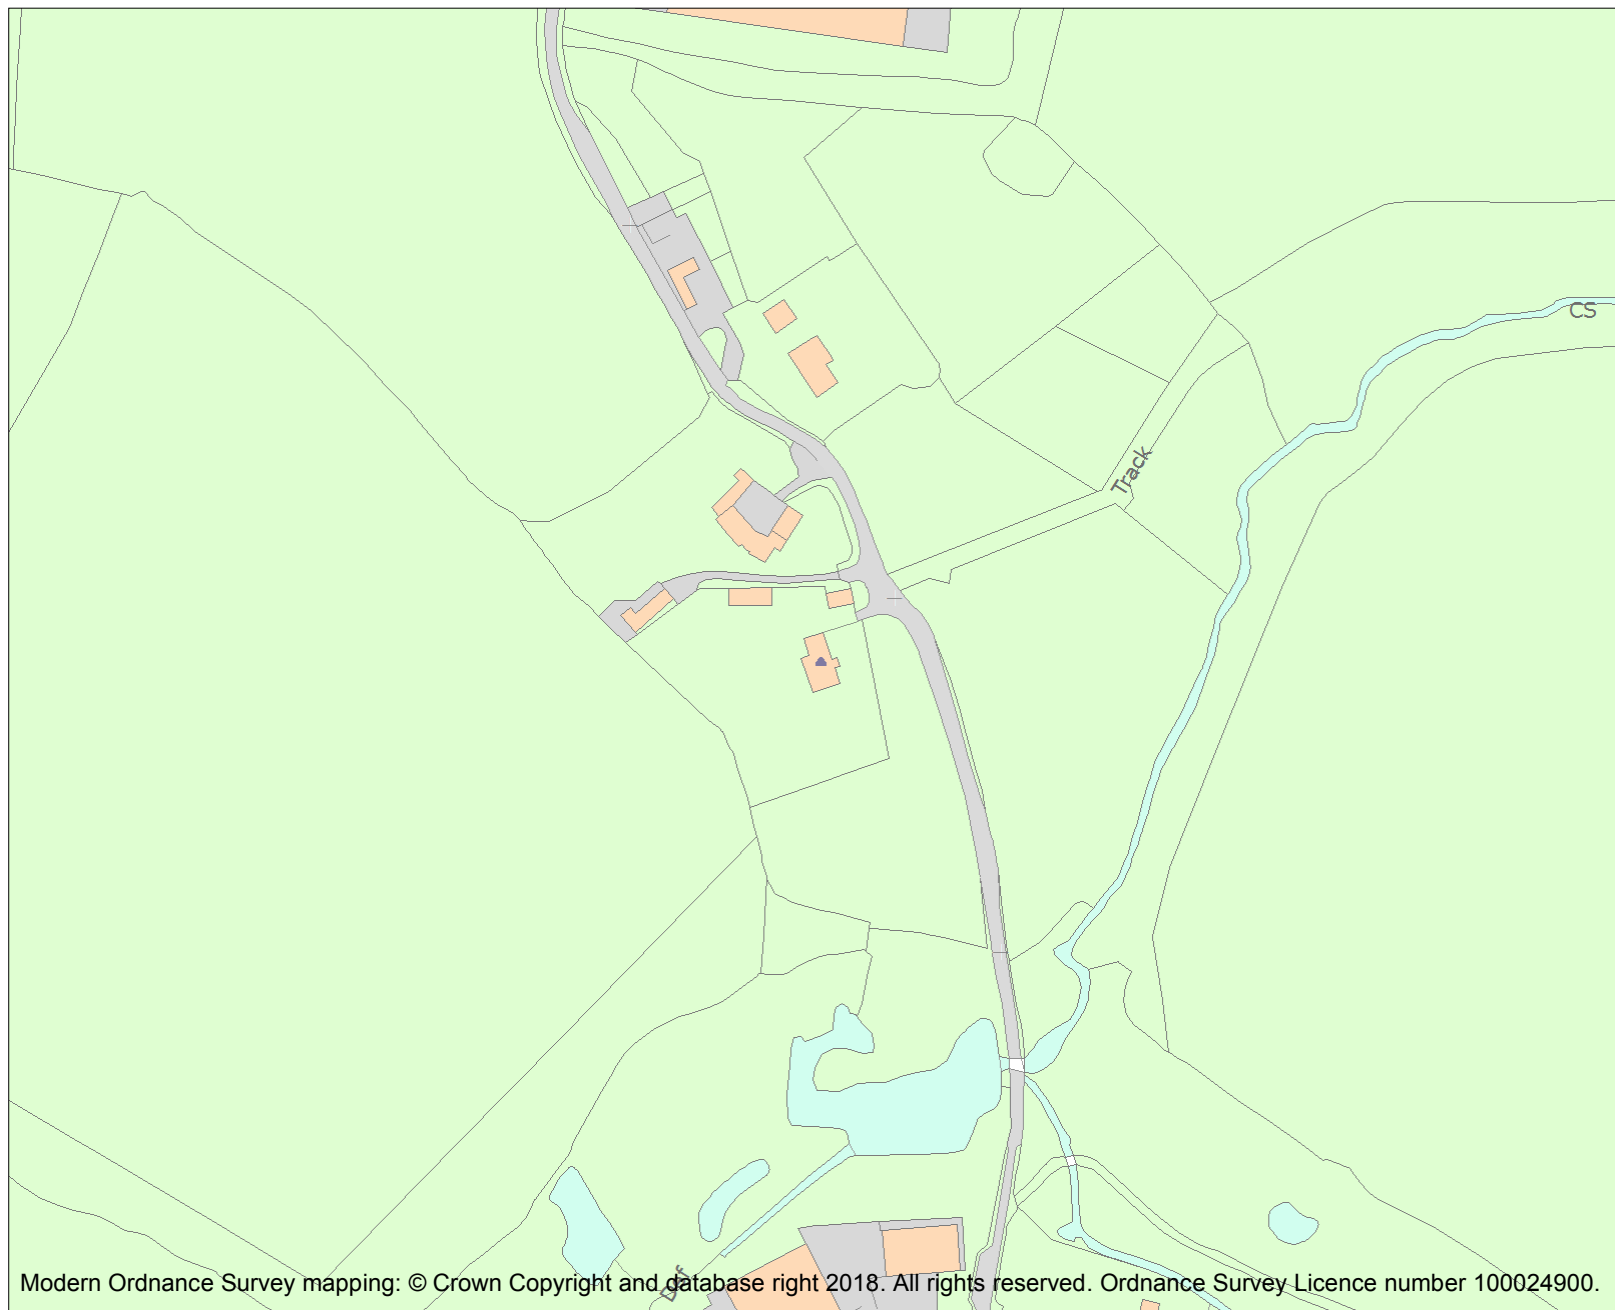 CS
Track
Def
Modern Ordnance Survey mapping: © Crown Copyright and database right 2018. All rights reserved. Ordnance Survey Licence number 100024900.